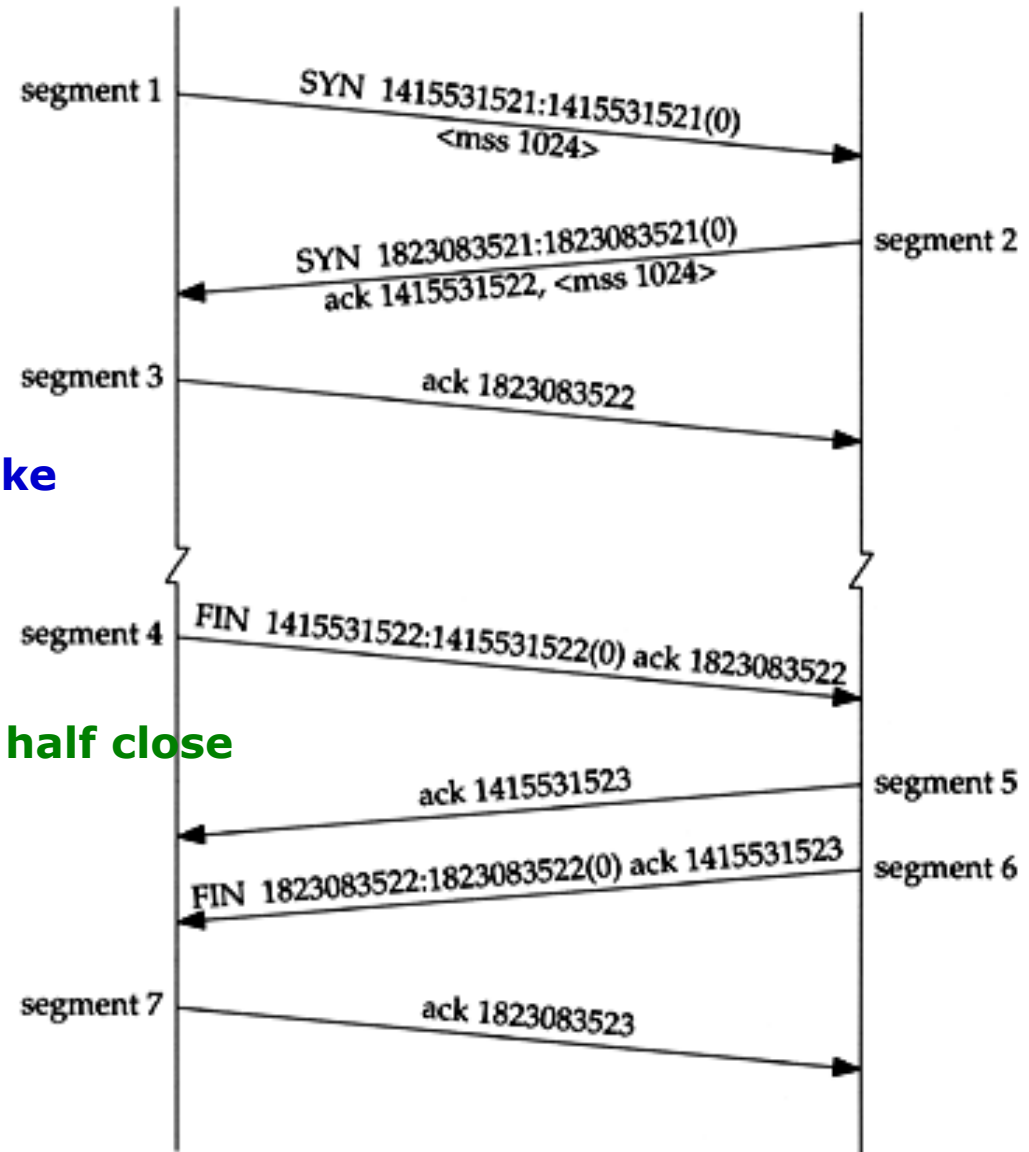 segment 1
SYN 1415531521:1415531521(0)
<mss 1024>
SYN 1823083521:1823083521(0)
segment 2
ack 1415531522, <mss 1024>
segment 3
ack 1823083522
ke
segment 4
FIN 1415531522:1415531522(0) ack 1823083522
half close
ack 1415531523
segment 5
FIN 1823083522:1823083522(0) ack 1415531523
segment 6
segment 7
ack 1823083523